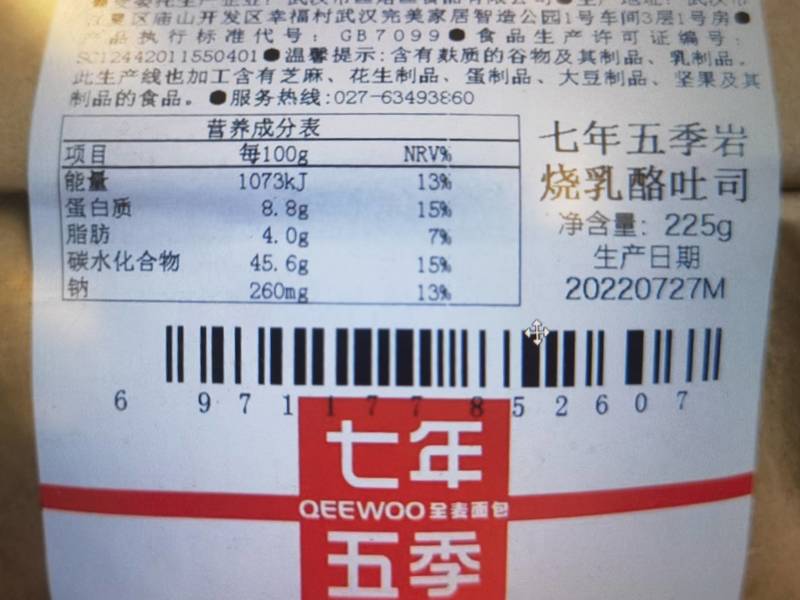 区庙山开发区幸福村武汉完美家居智造公园1号车间3层1号房●
产品执行标准代号：GB7099●食品生产许可证编号：
SC12442011550401●温馨提示:含有麸质的谷物及其制品、乳制品。
此生产线也加工含有芝麻、花生制品、蛋制品、大豆制品、坚果及其
制品的食品。●服务热线:027-63493860
营养成分表
项目 每100g NRV%
能量 1073kJ 13%
蛋白质 8.8g 15%
脂肪 4.0g 7%
碳水化合物 45.6g 15%
钠 260mg 13%
七年五季岩
烧乳酪吐司
净含量：225g
生产日期
20220727M
6 971177 852607
七年
QEEWOO 全麦面包
五季